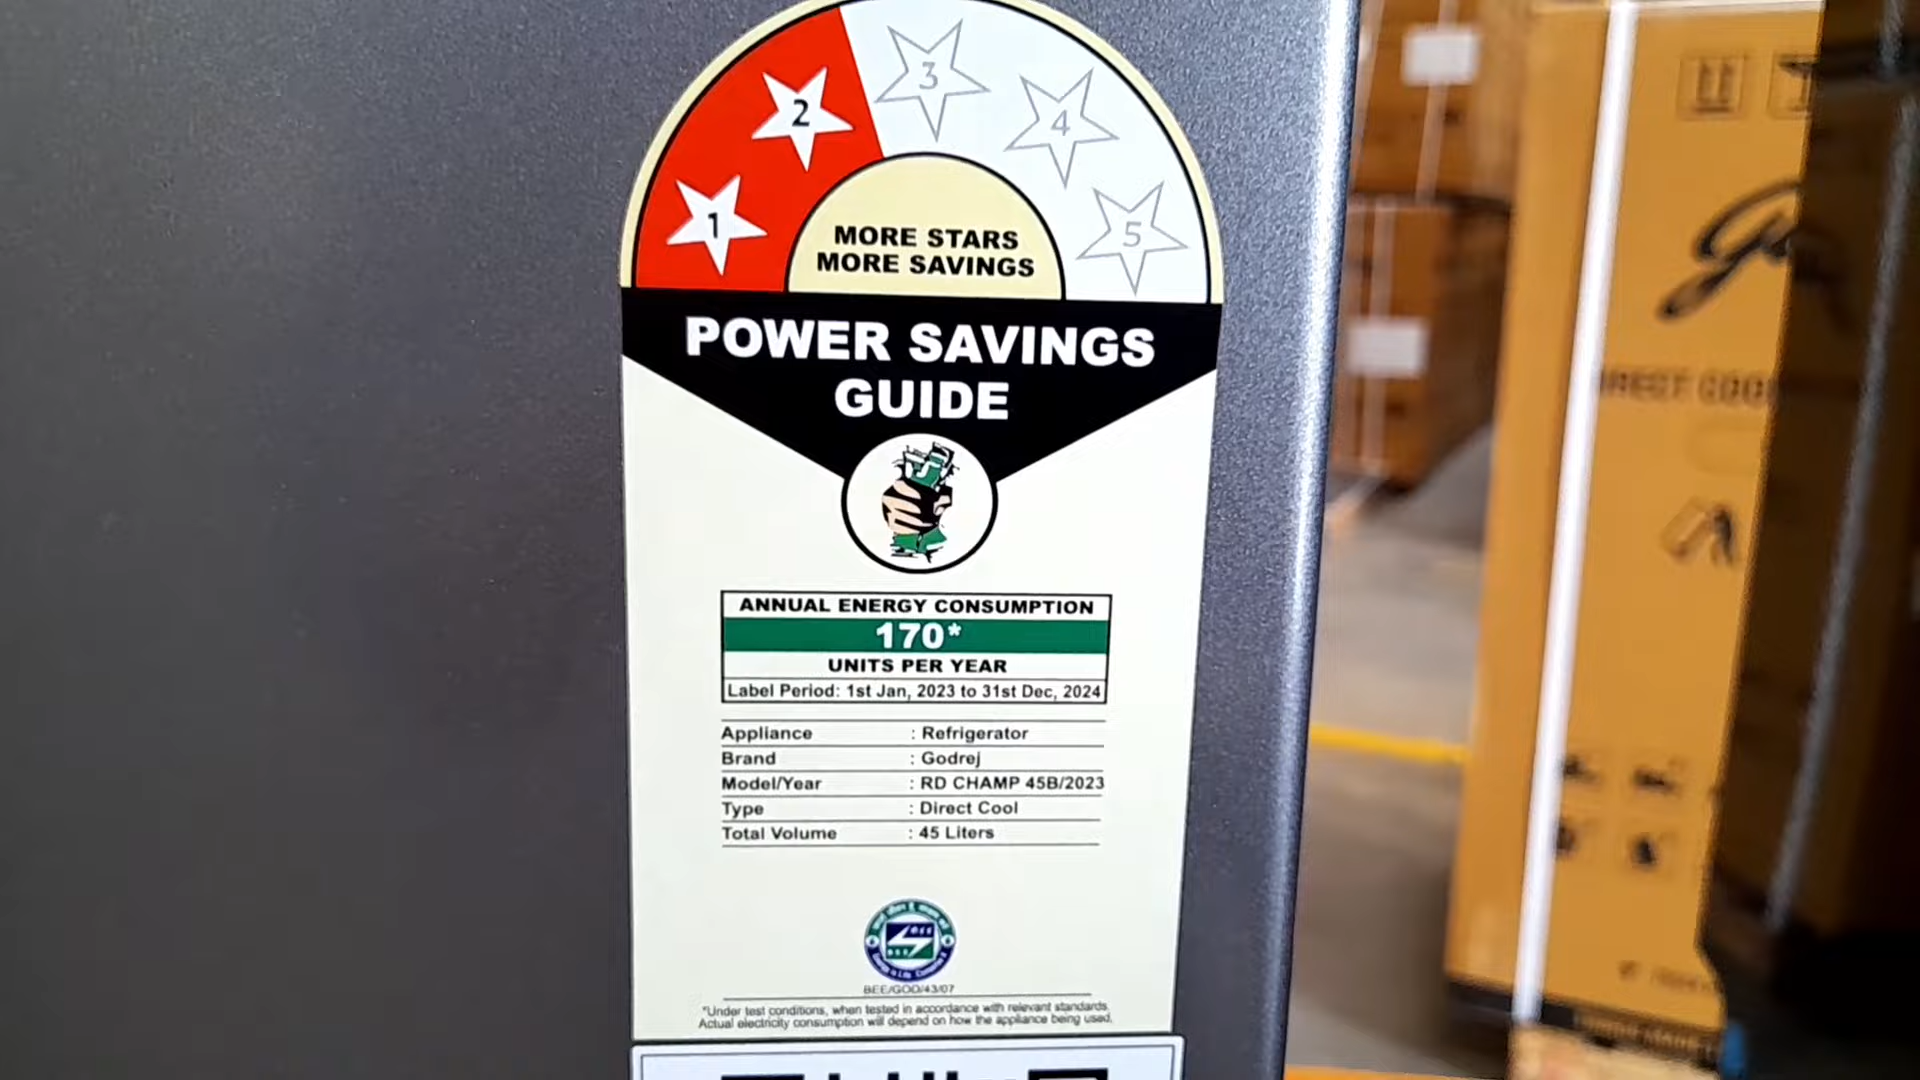 1
2
3
4
5
MORE STARS
MORE SAVINGS
POWER SAVINGS
GUIDE
ANNUAL ENERGY CONSUMPTION
170*
UNITS PER YEAR
Label Period: 1st Jan, 2023 to 31st Dec, 2024
Appliance : Refrigerator
Brand : Godrej
Model/Year : RD CHAMP 45B/2023
Type : Direct Cool
Total Volume : 45 Liters
BEE/GOD/43/07
*Under test conditions, when tested in accordance with relevant standards.
Actual electricity consumption will depend on how the appliance being used.